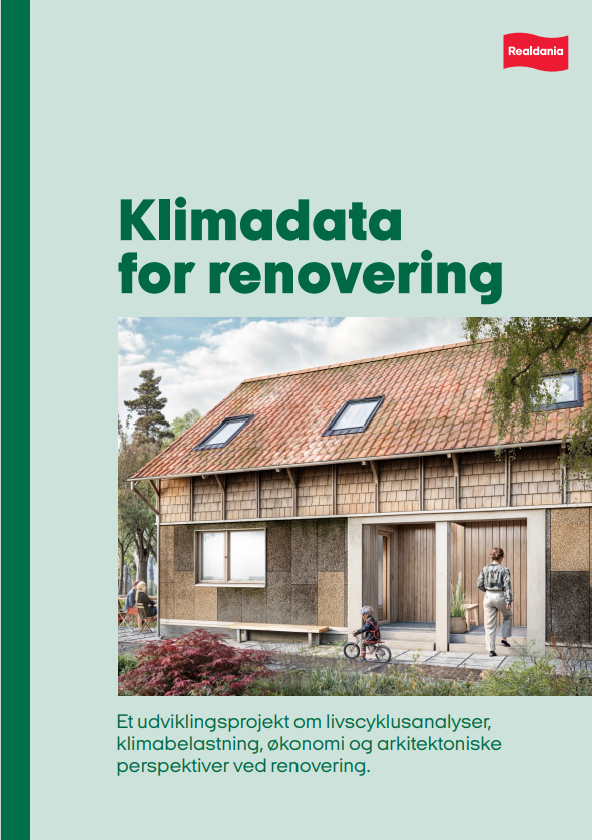 Realdania
Klimadata
for renovering
Et udviklingsprojekt om livscyklusanalyser,
klimabelastning, økonomi og arkitektoniske
perspektiver ved renovering.